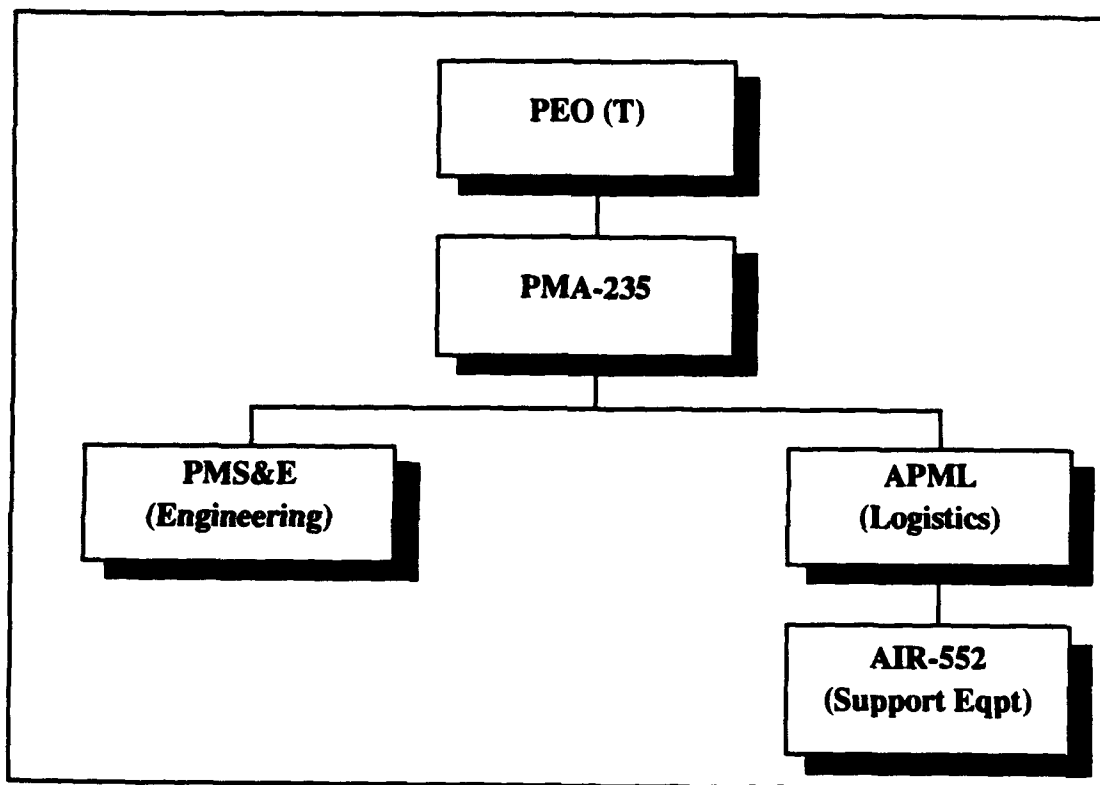 PEO (T)
PMA-235
PMS&E
(Engineering)
APML
(Logistics)
AIR-552
(Support Eqpt)